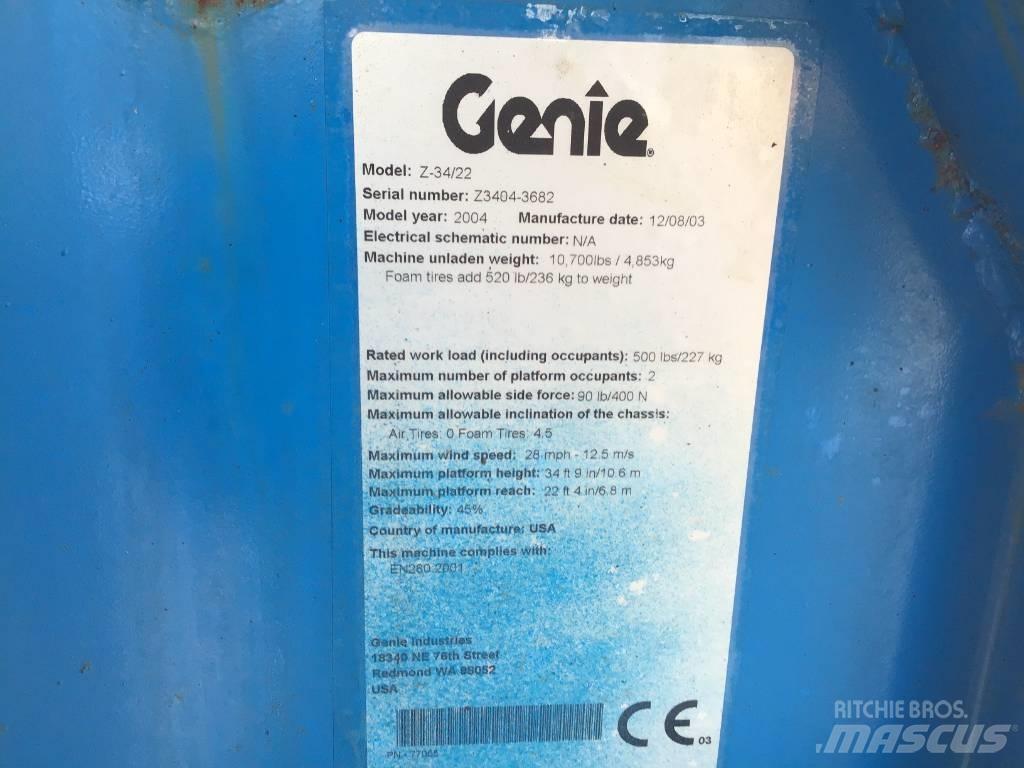 Genie
Model: Z-34/22
Serial number: Z3404-3682
Model year: 2004 Manufacture date: 12/08/03
Electrical schematic number: N/A
Machine unladen weight: 10,700lbs / 4,853kg
Foam tires add 520 lb/236 kg to weight
Rated work load (including occupants): 500 lbs/227 kg
Maximum number of platform occupants: 2
Maximum allowable side force: 90 lb/400 N
Maximum allowable inclination of the chassis:
Air Tires: 0 Foam Tires: 4.5
Maximum wind speed: 28 mph - 12.5 m/s
Maximum platform height: 34 ft 9 in/10.6 m
Maximum platform reach: 22 ft 4 in/6.8 m
Gradeability: 45%
Country of manufacture: USA
This machine complies with:
EN280:2001
Genie Industries
18340 NE 76th Street
Redmond WA 98052
USA
CE 03
PN -
RITCHIE BROS.
MASCUS